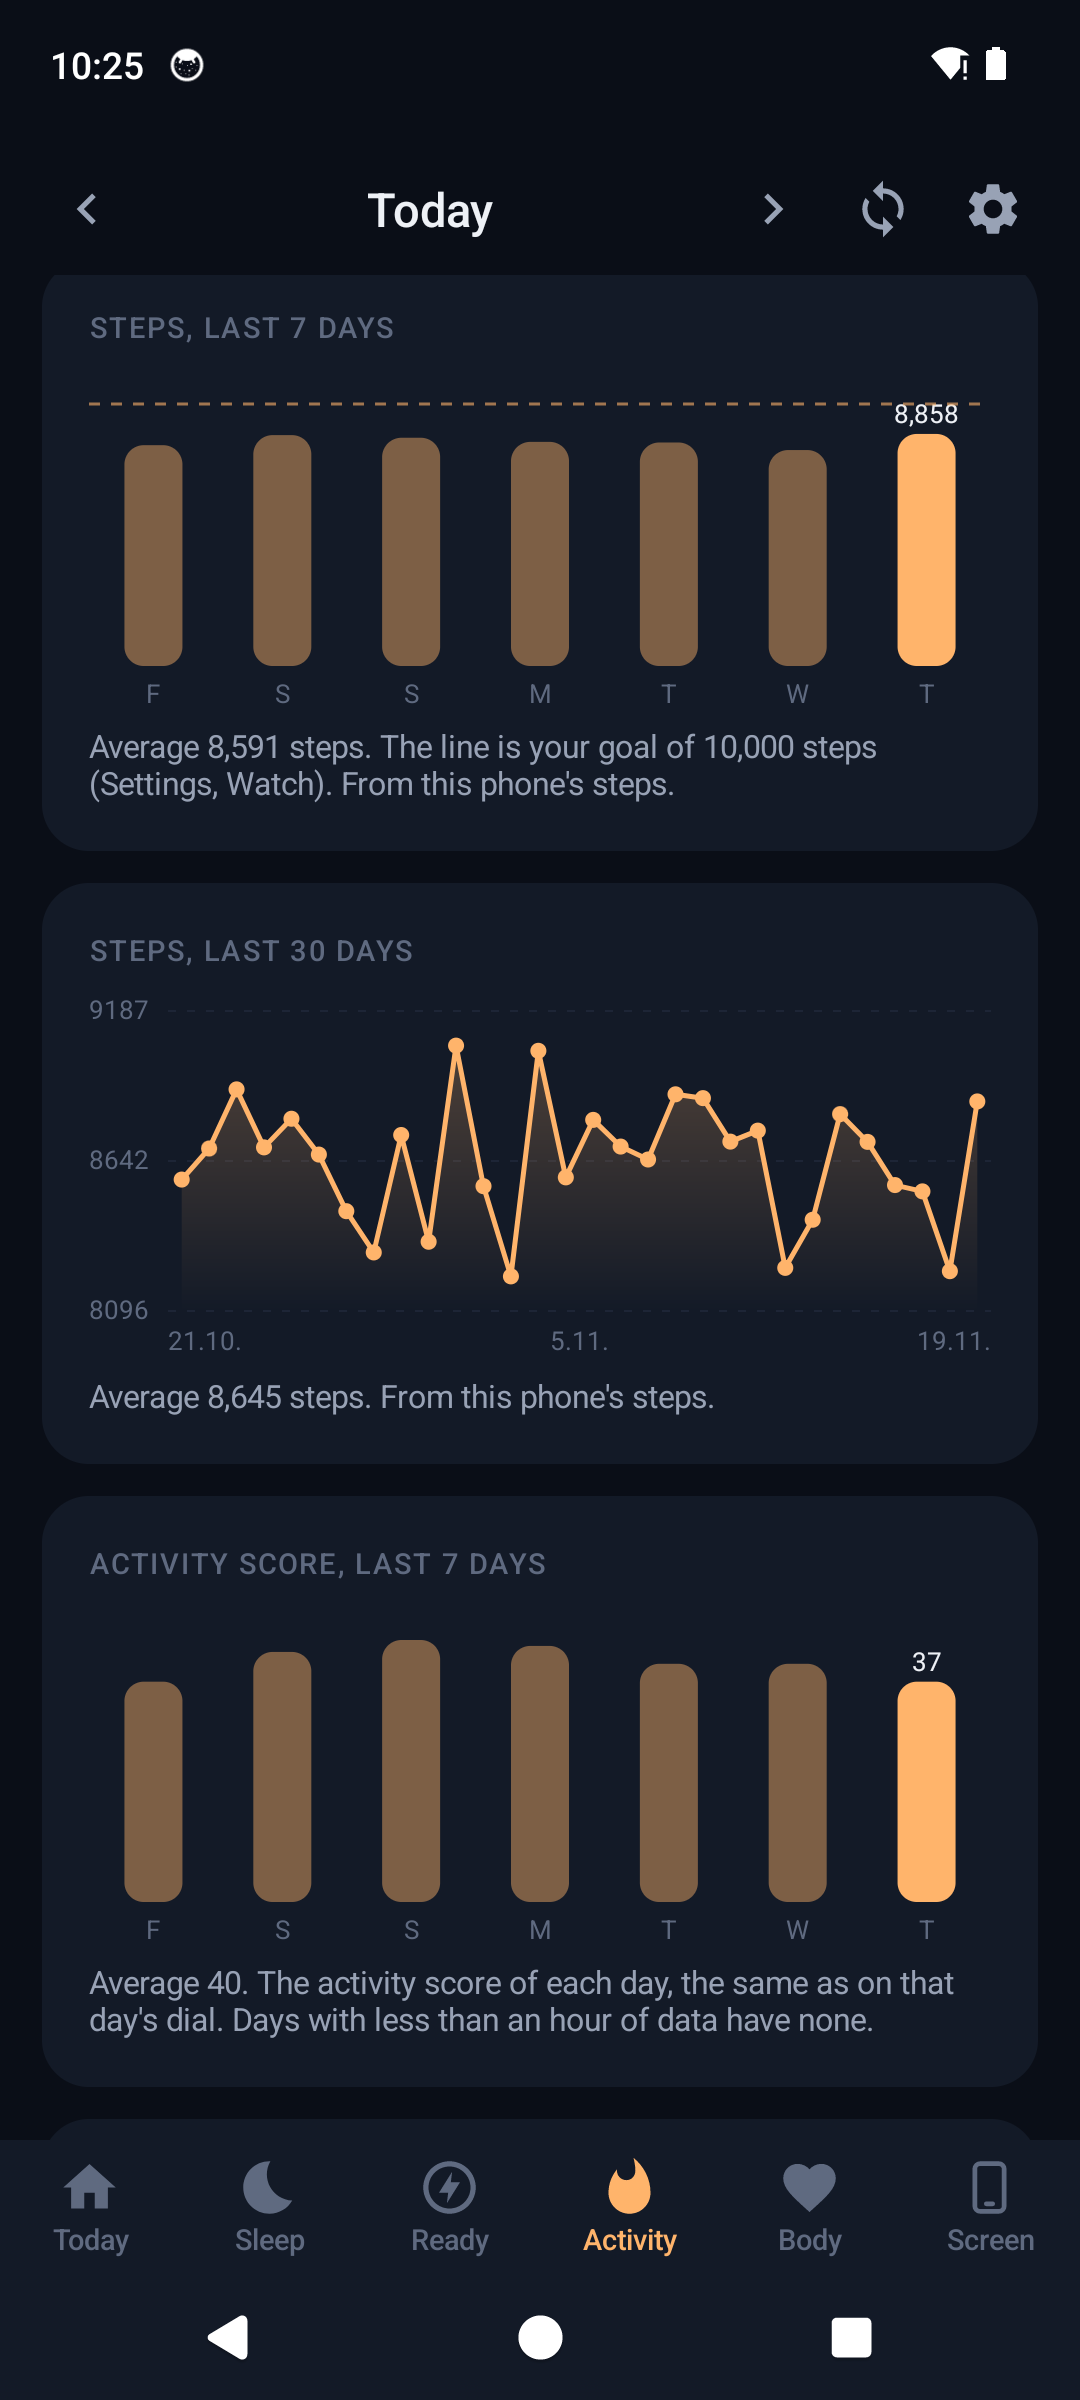 10:25
Today
STEPS, LAST 7 DAYS
8,858
F S S M T W T
Average 8,591 steps. The line is your goal of 10,000 steps
(Settings, Watch). From this phone's steps.
STEPS, LAST 30 DAYS
9187
8642
8096
21.10. 5.11. 19.11.
Average 8,645 steps. From this phone's steps.
ACTIVITY SCORE, LAST 7 DAYS
37
F S S M T W T
Average 40. The activity score of each day, the same as on that
day's dial. Days with less than an hour of data have none.
Today Sleep Ready Activity Body Screen